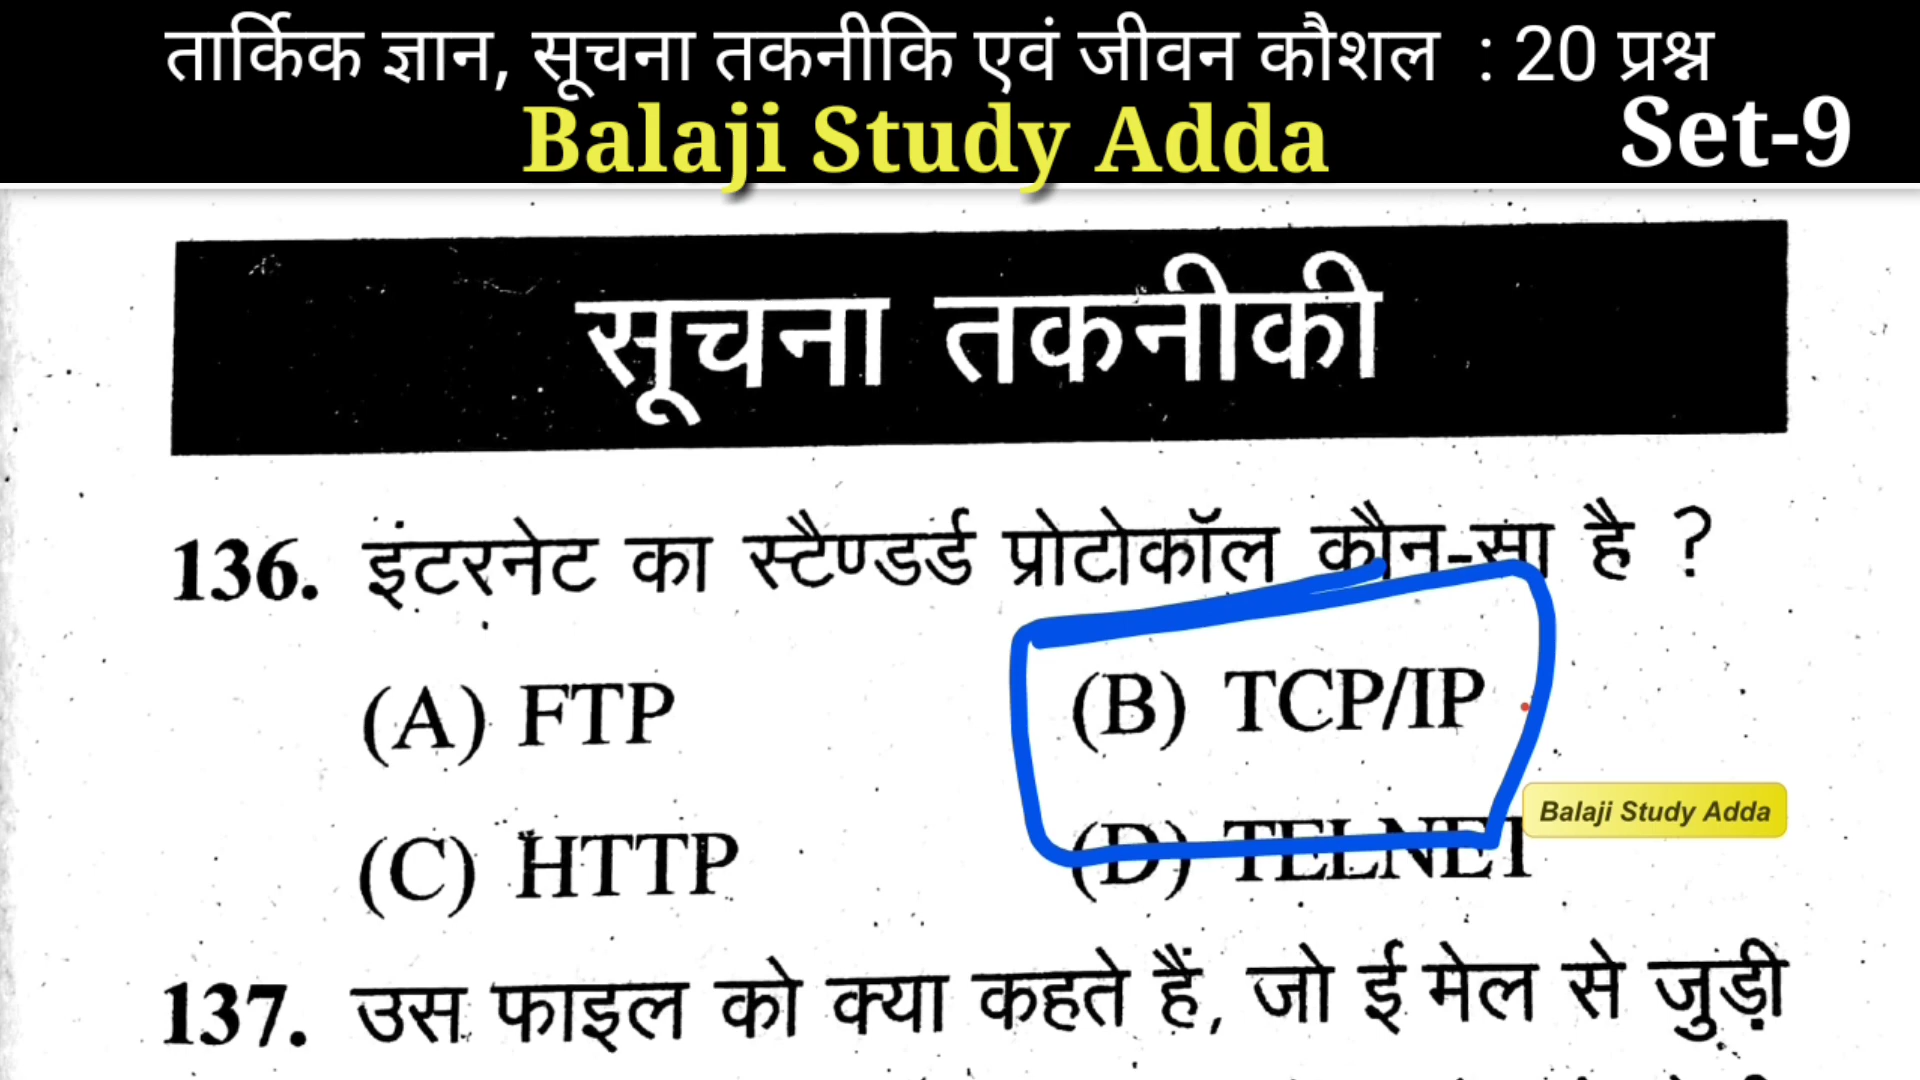 तार्किक ज्ञान, सूचना तकनीकि एवं जीवन कौशल : 20 प्रश्न
Balaji Study Adda
Set-9
सूचना तकनीकी
136. इंटरनेट का स्टैण्डर्ड प्रोटोकॉल कौन-सा है ?
(A) FTP (B) TCP/IP
(C) HTTP (D) TELNET
Balaji Study Adda
137. उस फाइल को क्या कहते हैं, जो ई मेल से जुड़ी